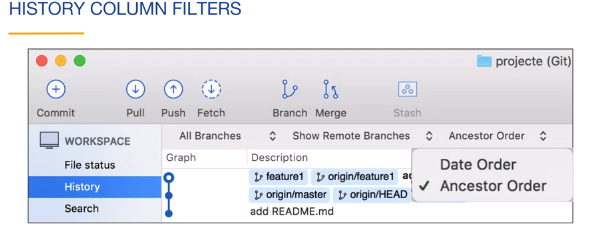 HISTORY COLUMN FILTERS
projecte (Git)
Commit Pull Push Fetch Branch Merge Stash
WORKSPACE
File status
History
Search
All Branches Show Remote Branches Ancestor Order
Graph Description
Date Order
✓ Ancestor Order
feature1 origin/feature1
origin/master origin/HEAD
add README.md